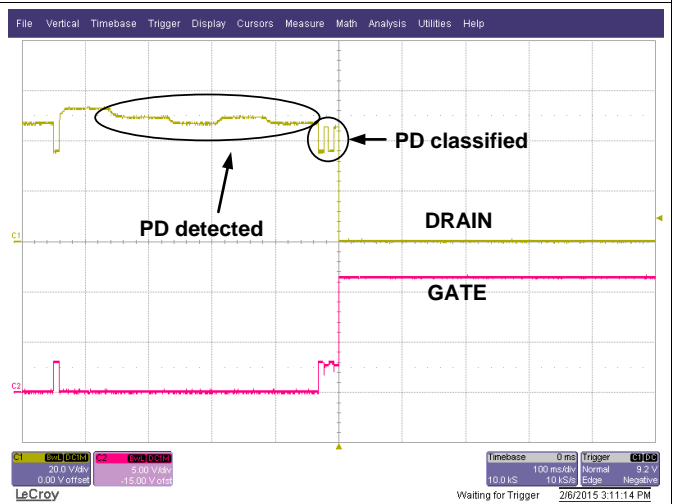 File Vertical Timebase Trigger Display Cursors Measure Math Analysis Utilities Help
PD classified
PD detected
DRAIN
C1
GATE
C2
C1 BwL DC1M
20.0 V/div
0.00 V offset
C2 BwL DC1M
5.00 V/div
-15.00 V ofst
Timebase 0 ms
100 ms/div
10.0 kS 10 kS/s
Trigger C1 DC
Normal 9.2 V
Edge Negative
LeCroy
Waiting for Trigger 2/6/2015 3:11:14 PM